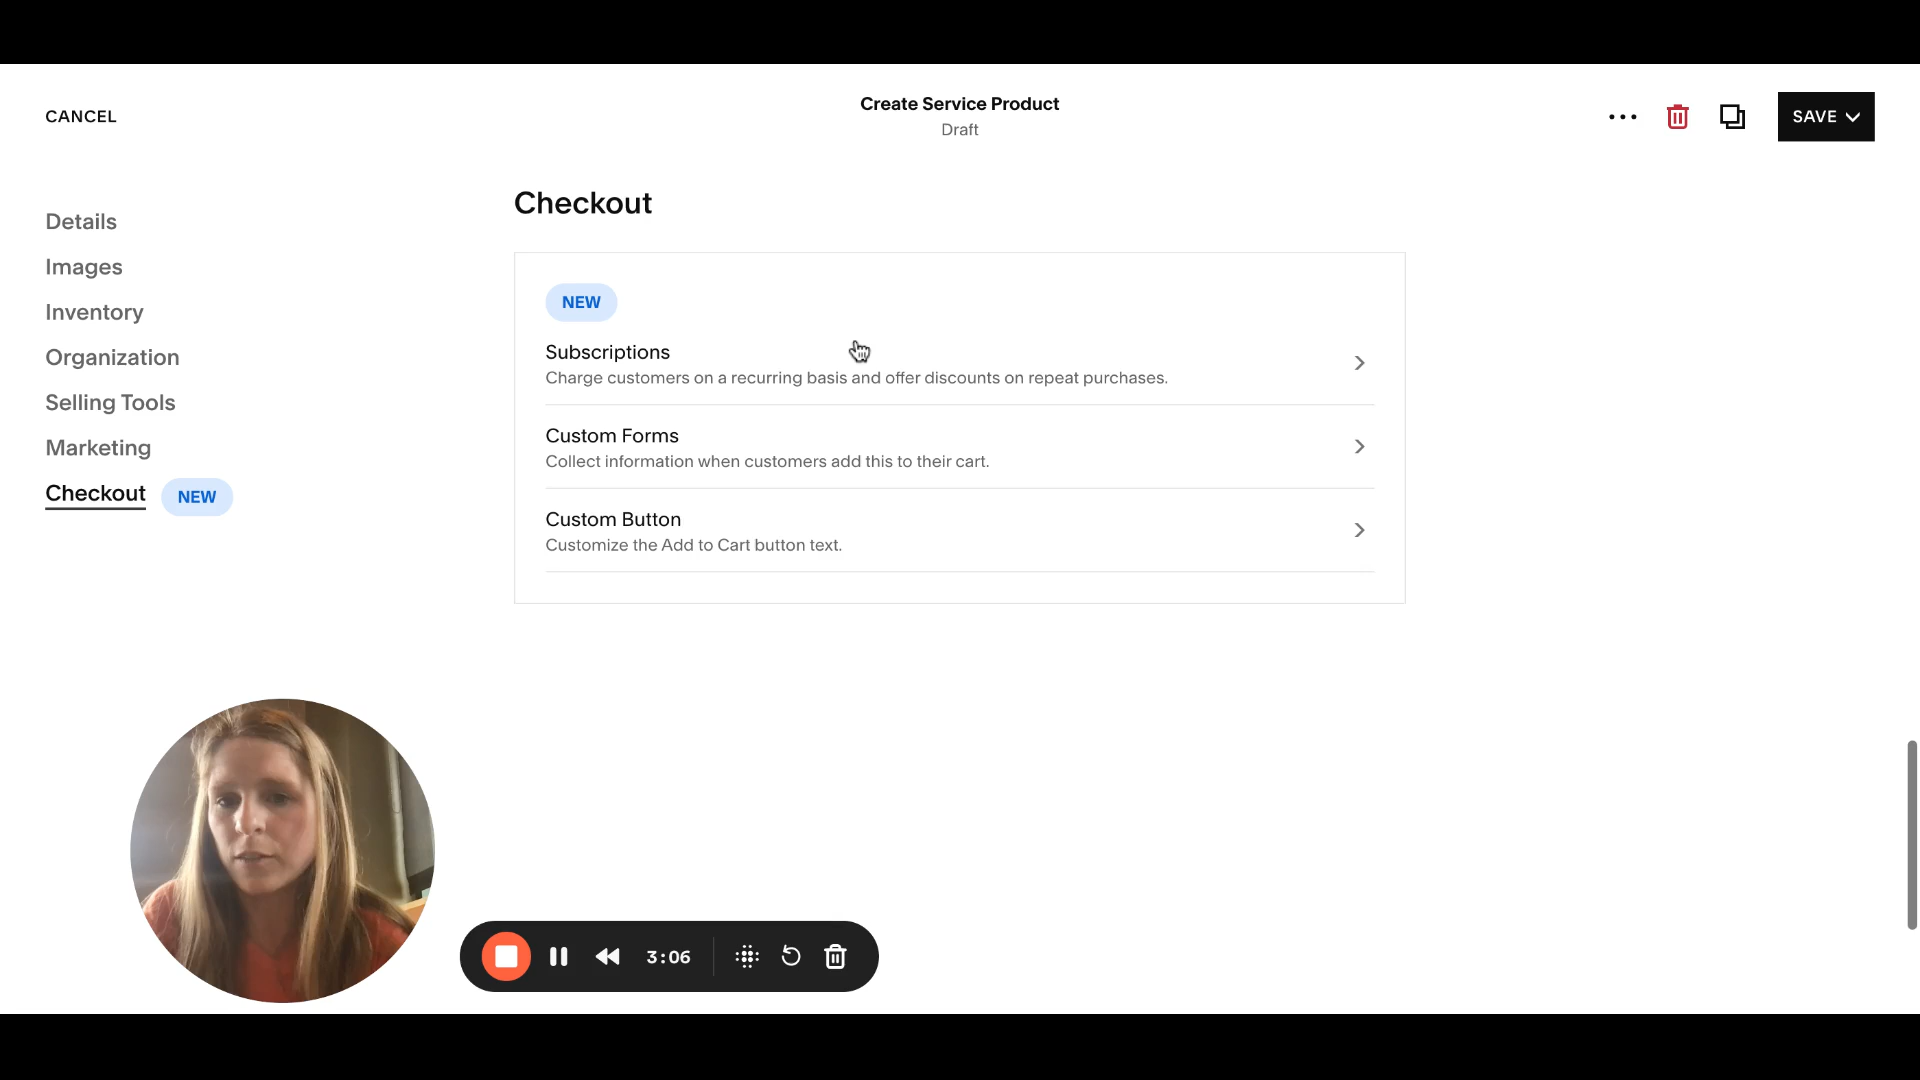 CANCEL
Create Service Product
Draft
SAVE
Details
Images
Inventory
Organization
Selling Tools
Marketing
Checkout NEW
Checkout
NEW
Subscriptions
Charge customers on a recurring basis and offer discounts on repeat purchases.
Custom Forms
Collect information when customers add this to their cart.
Custom Button
Customize the Add to Cart button text.
3:06